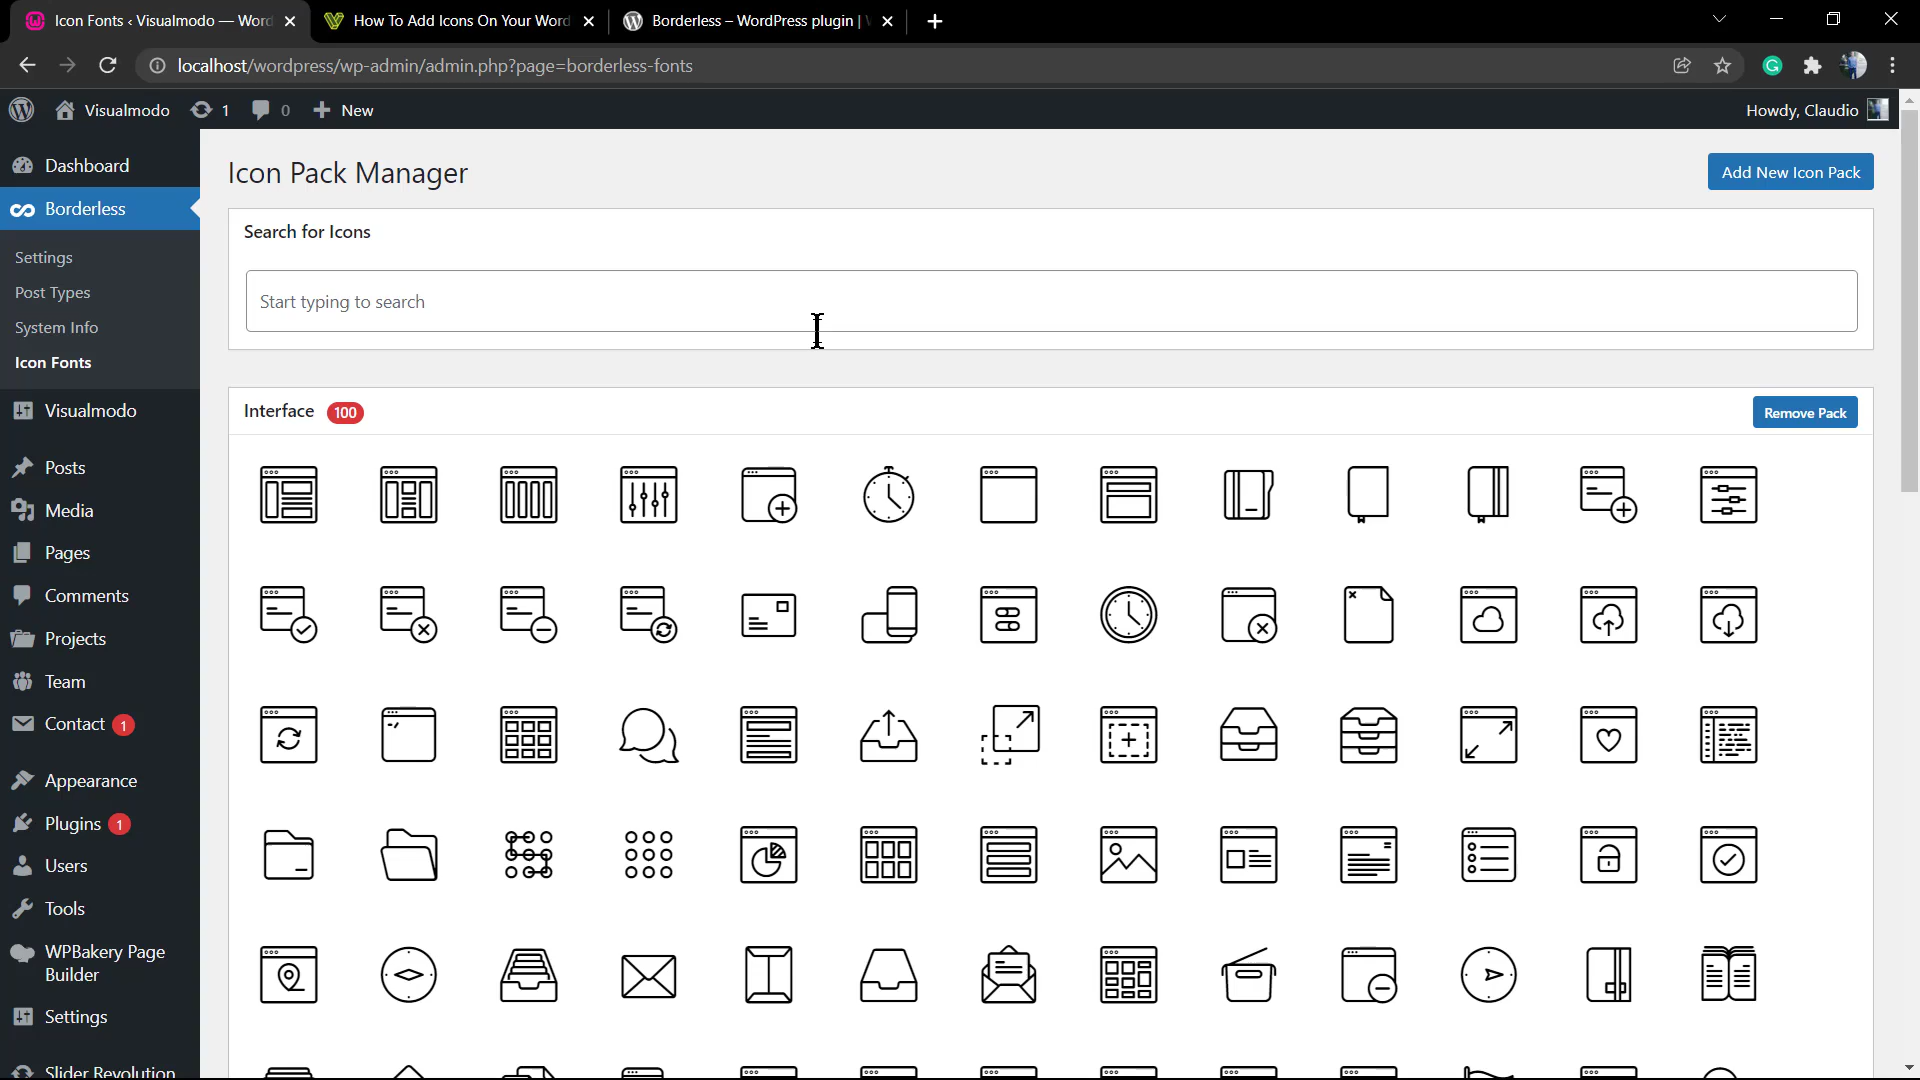 Icon Fonts ‹ Visualmodo — Word
How To Add Icons On Your Word
Borderless – WordPress plugin |
localhost/wordpress/wp-admin/admin.php?page=borderless-fonts
Visualmodo
1
0
New
Howdy, Claudio
Dashboard
Borderless
Settings
Post Types
System Info
Icon Fonts
Visualmodo
Posts
Media
Pages
Comments
Projects
Team
Contact 1
Appearance
Plugins 1
Users
Tools
WPBakery Page
Builder
Settings
Slider Revolution
Icon Pack Manager
Add New Icon Pack
Search for Icons
Start typing to search
Interface 100
Remove Pack